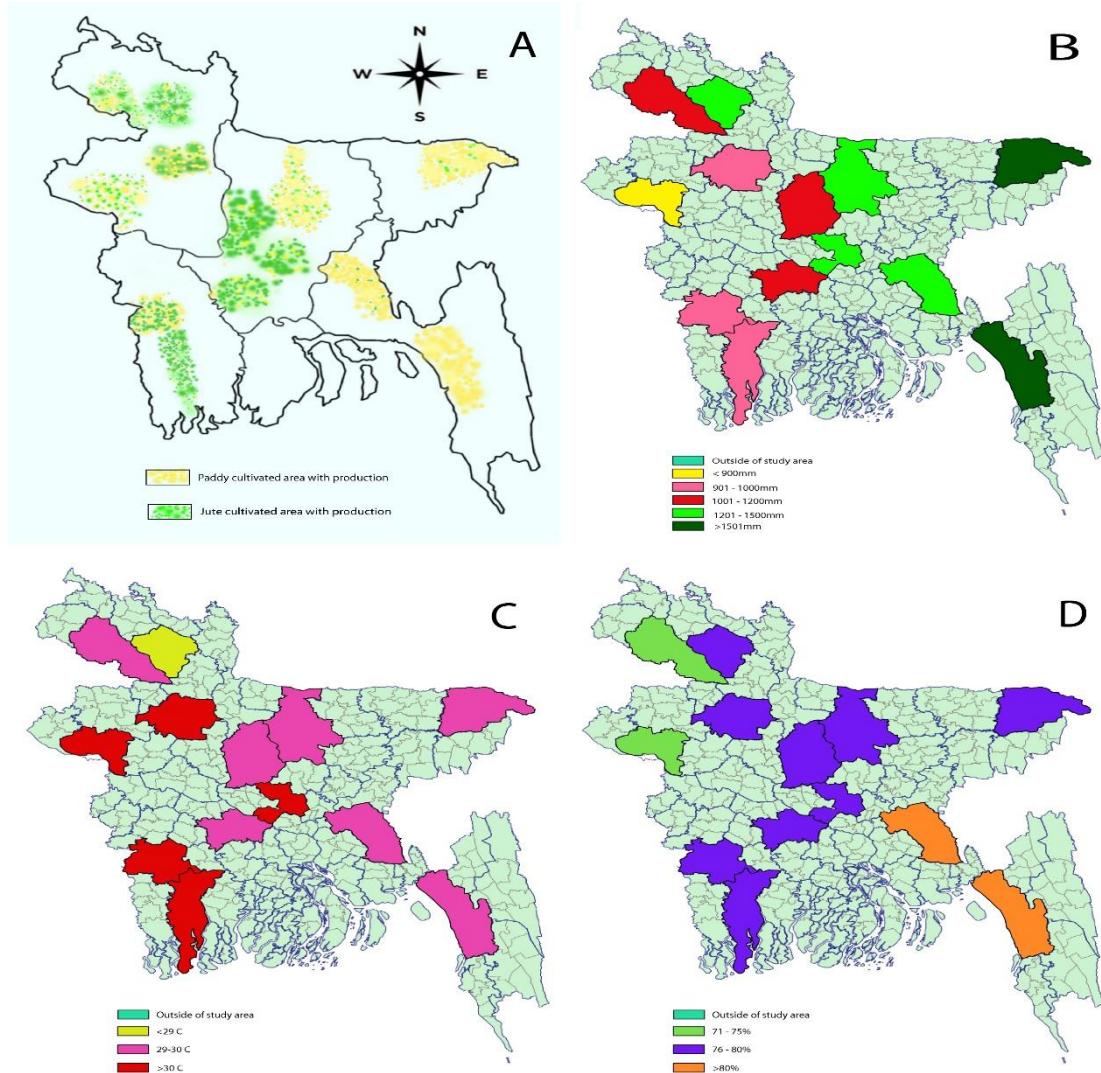 A
N
W E
S
Paddy cultivated area with production
Jute cultivated area with production
B
Outside of study area
< 900mm
901 - 1000mm
1001 - 1200mm
1201 - 1500mm
>1501mm
C
Outside of study area
<29 C
29-30 C
>30 C
D
Outside of study area
71 - 75%
76 - 80%
>80%